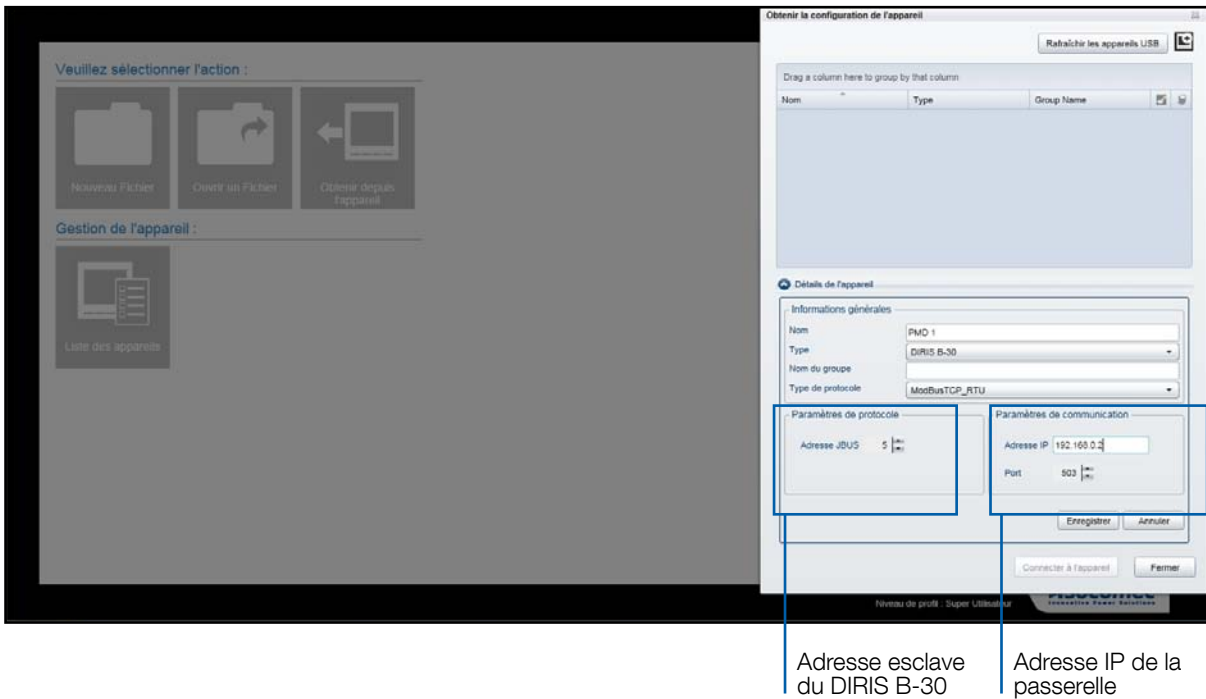 Obtenir la configuration de l'appareil
Rafraîchir les appareils USB
Veuillez sélectionner l'action :
Nouveau Fichier
Ouvrir un Fichier
Obtenir depuis
l'appareil
Gestion de l'appareil :
Liste des appareils
Drag a column here to group by that column
Nom Type Group Name
Détails de l'appareil
Informations générales
Nom PMD 1
Type DIRIS B-30
Nom du groupe
Type de protocole ModBusTCP_RTU
Paramètres de protocole
Adresse JBUS 5
Paramètres de communication
Adresse IP 192.168.0.2
Port 503
Enregistrer Annuler
Connecter à l'appareil Fermer
Niveau de profil : Super Utilisateur
Innovative Power Solutions
Adresse esclave
du DIRIS B-30
Adresse IP de la
passerelle